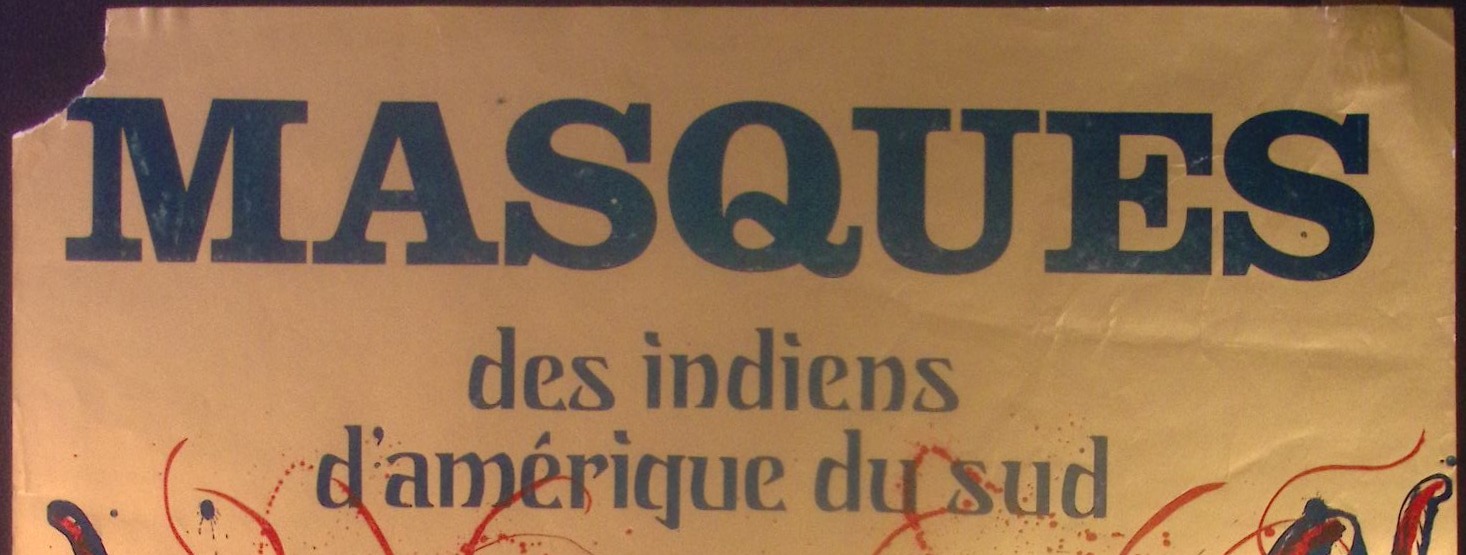 MASQUES
des indiens
d'amérique du sud